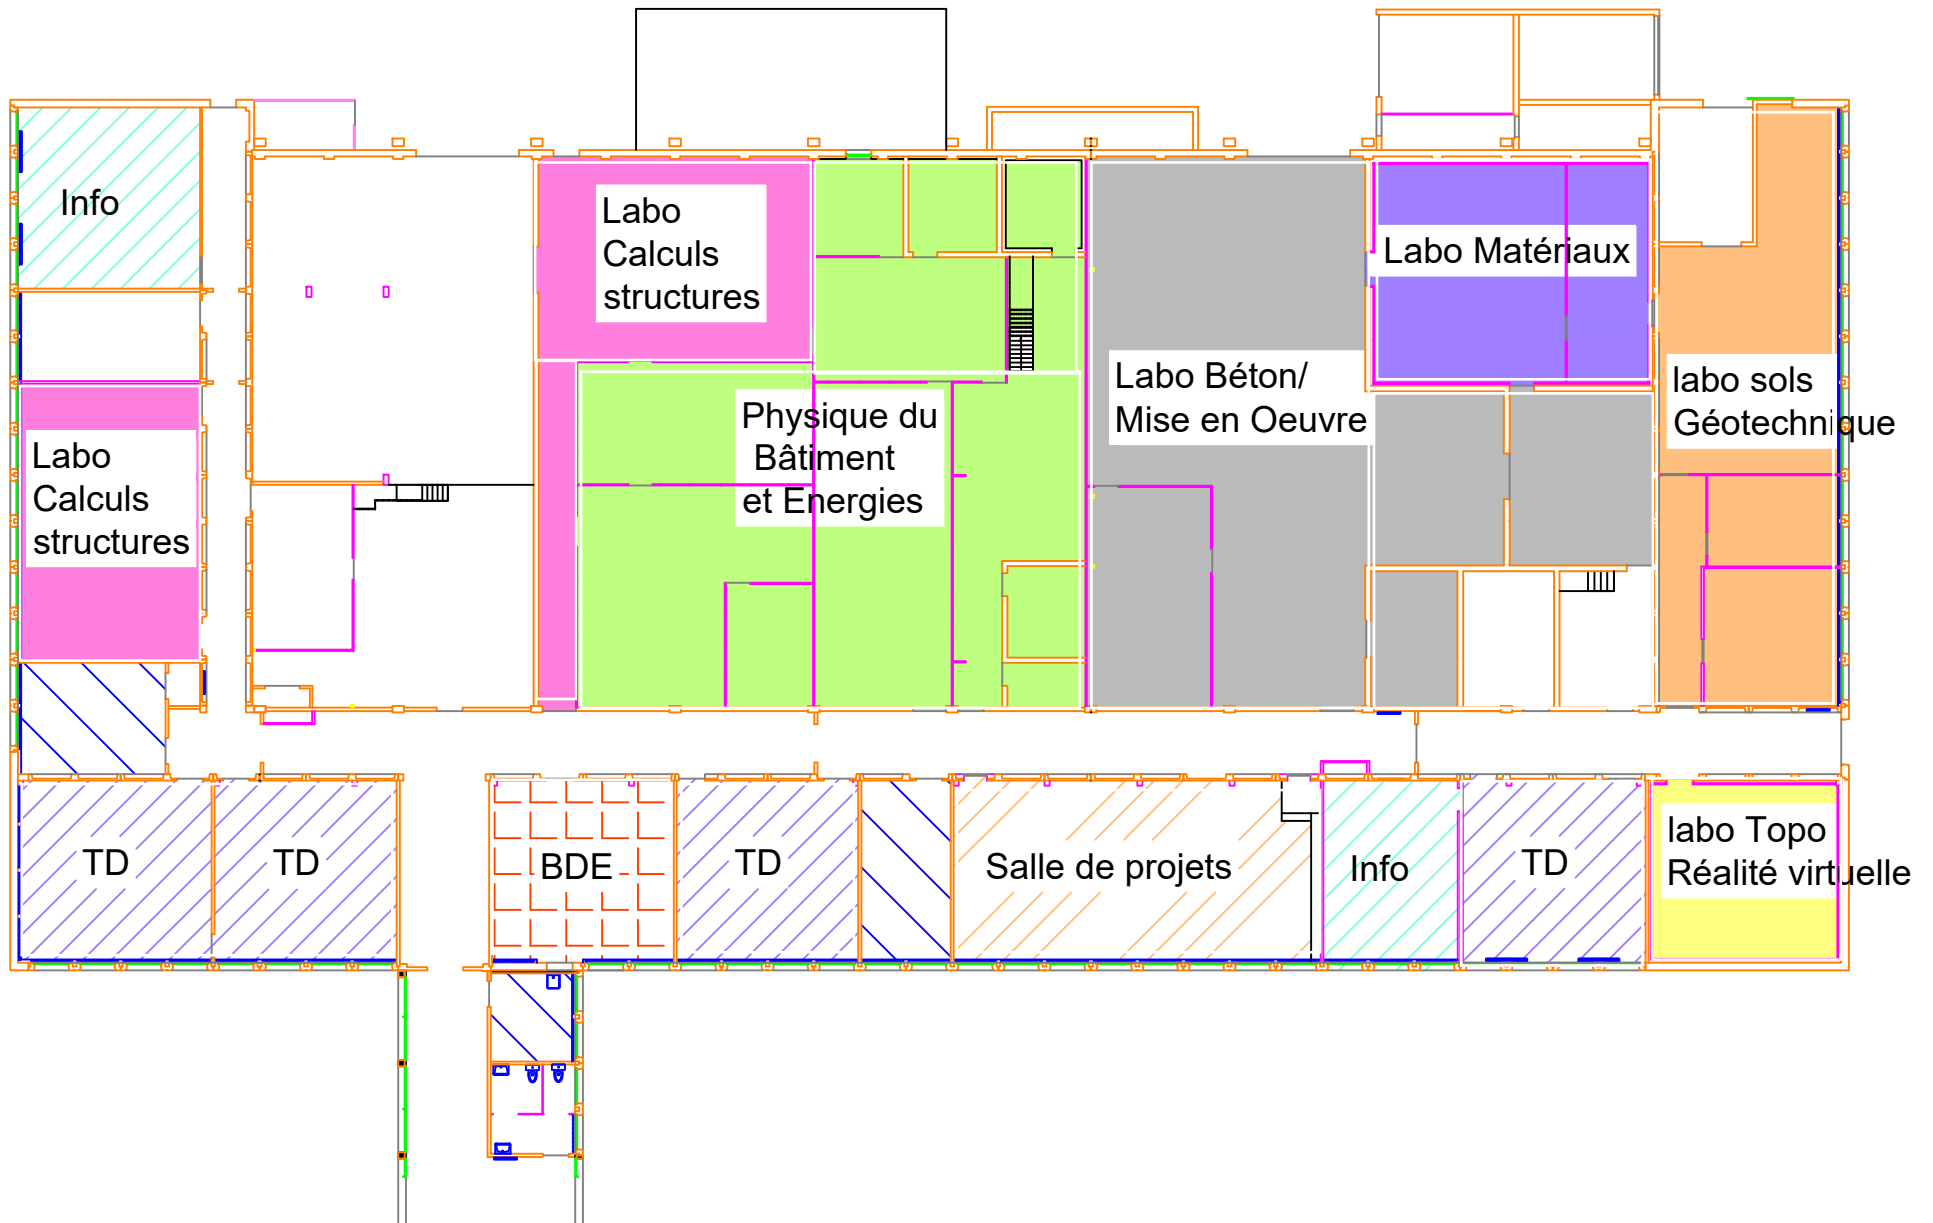 Info
Labo
Calculs
structures
Labo Matériaux
Labo Béton/
Mise en Oeuvre
labo sols
Géotechnique
Physique du
Bâtiment
et Energies
Labo
Calculs
structures
TD
TD
BDE
TD
Salle de projets
Info
TD
labo Topo
Réalité virtuelle